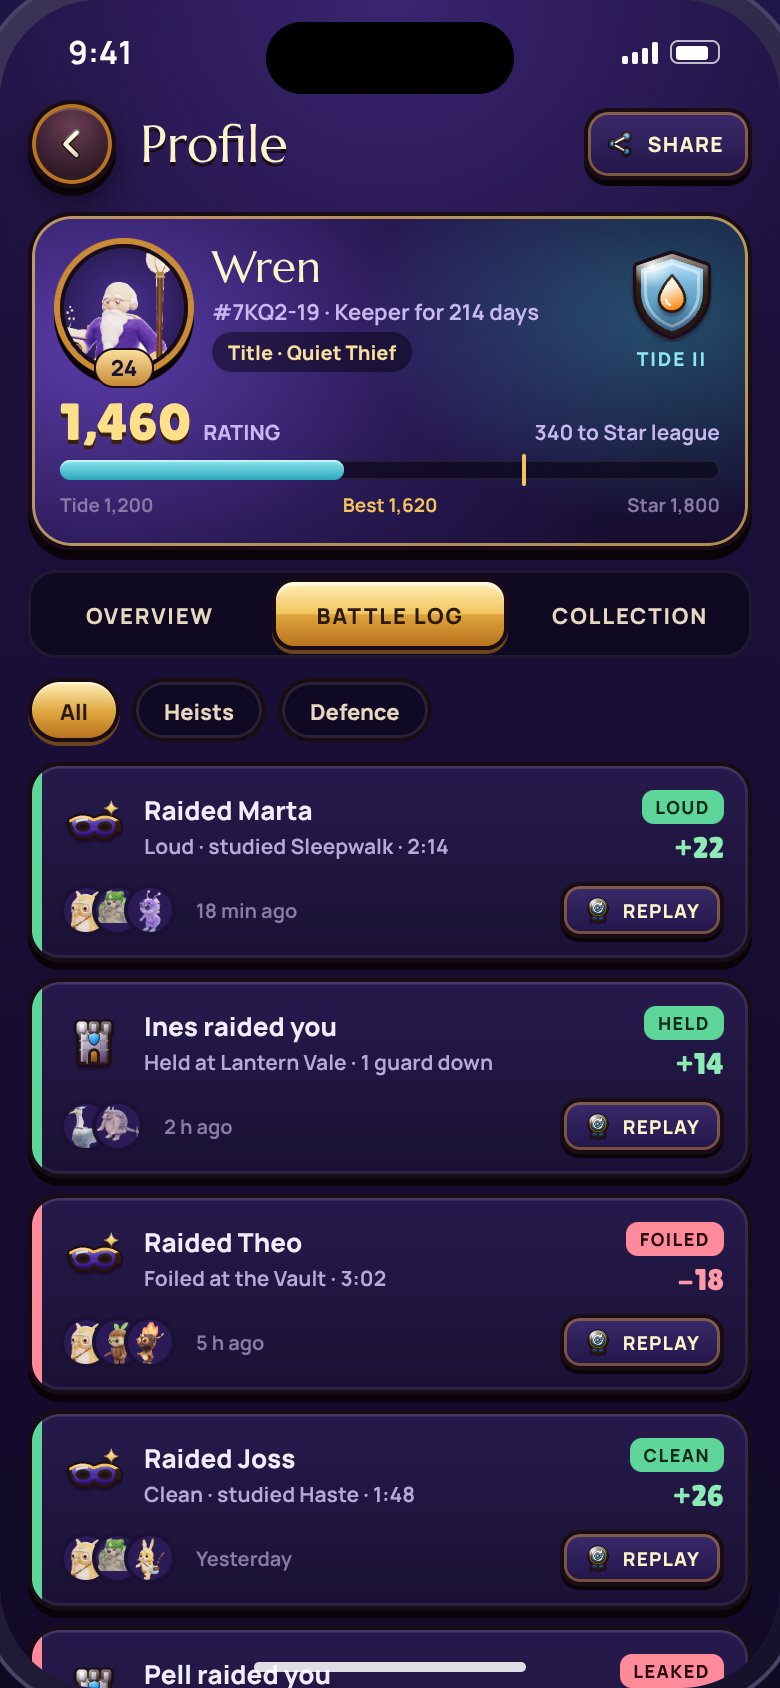 9:41
Profile
SHARE
Wren
#7KQ2-19 · Keeper for 214 days
Title · Quiet Thief
24
TIDE II
1,460 RATING
340 to Star league
Tide 1,200
Best 1,620
Star 1,800
OVERVIEW
BATTLE LOG
COLLECTION
All
Heists
Defence
Raided Marta
LOUD
Loud · studied Sleepwalk · 2:14
+22
18 min ago
REPLAY
Ines raided you
HELD
Held at Lantern Vale · 1 guard down
+14
2 h ago
REPLAY
Raided Theo
FOILED
Foiled at the Vault · 3:02
–18
5 h ago
REPLAY
Raided Joss
CLEAN
Clean · studied Haste · 1:48
+26
Yesterday
REPLAY
Pell raided you
LEAKED